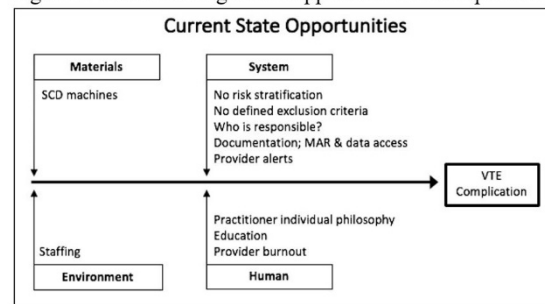 Current State Opportunities
Materials
System
SCD machines
No risk stratification
No defined exclusion criteria
Who is responsible?
Documentation; MAR & data access
Provider alerts
VTE
Complication
Practitioner individual philosophy
Education
Provider burnout
Staffing
Environment
Human